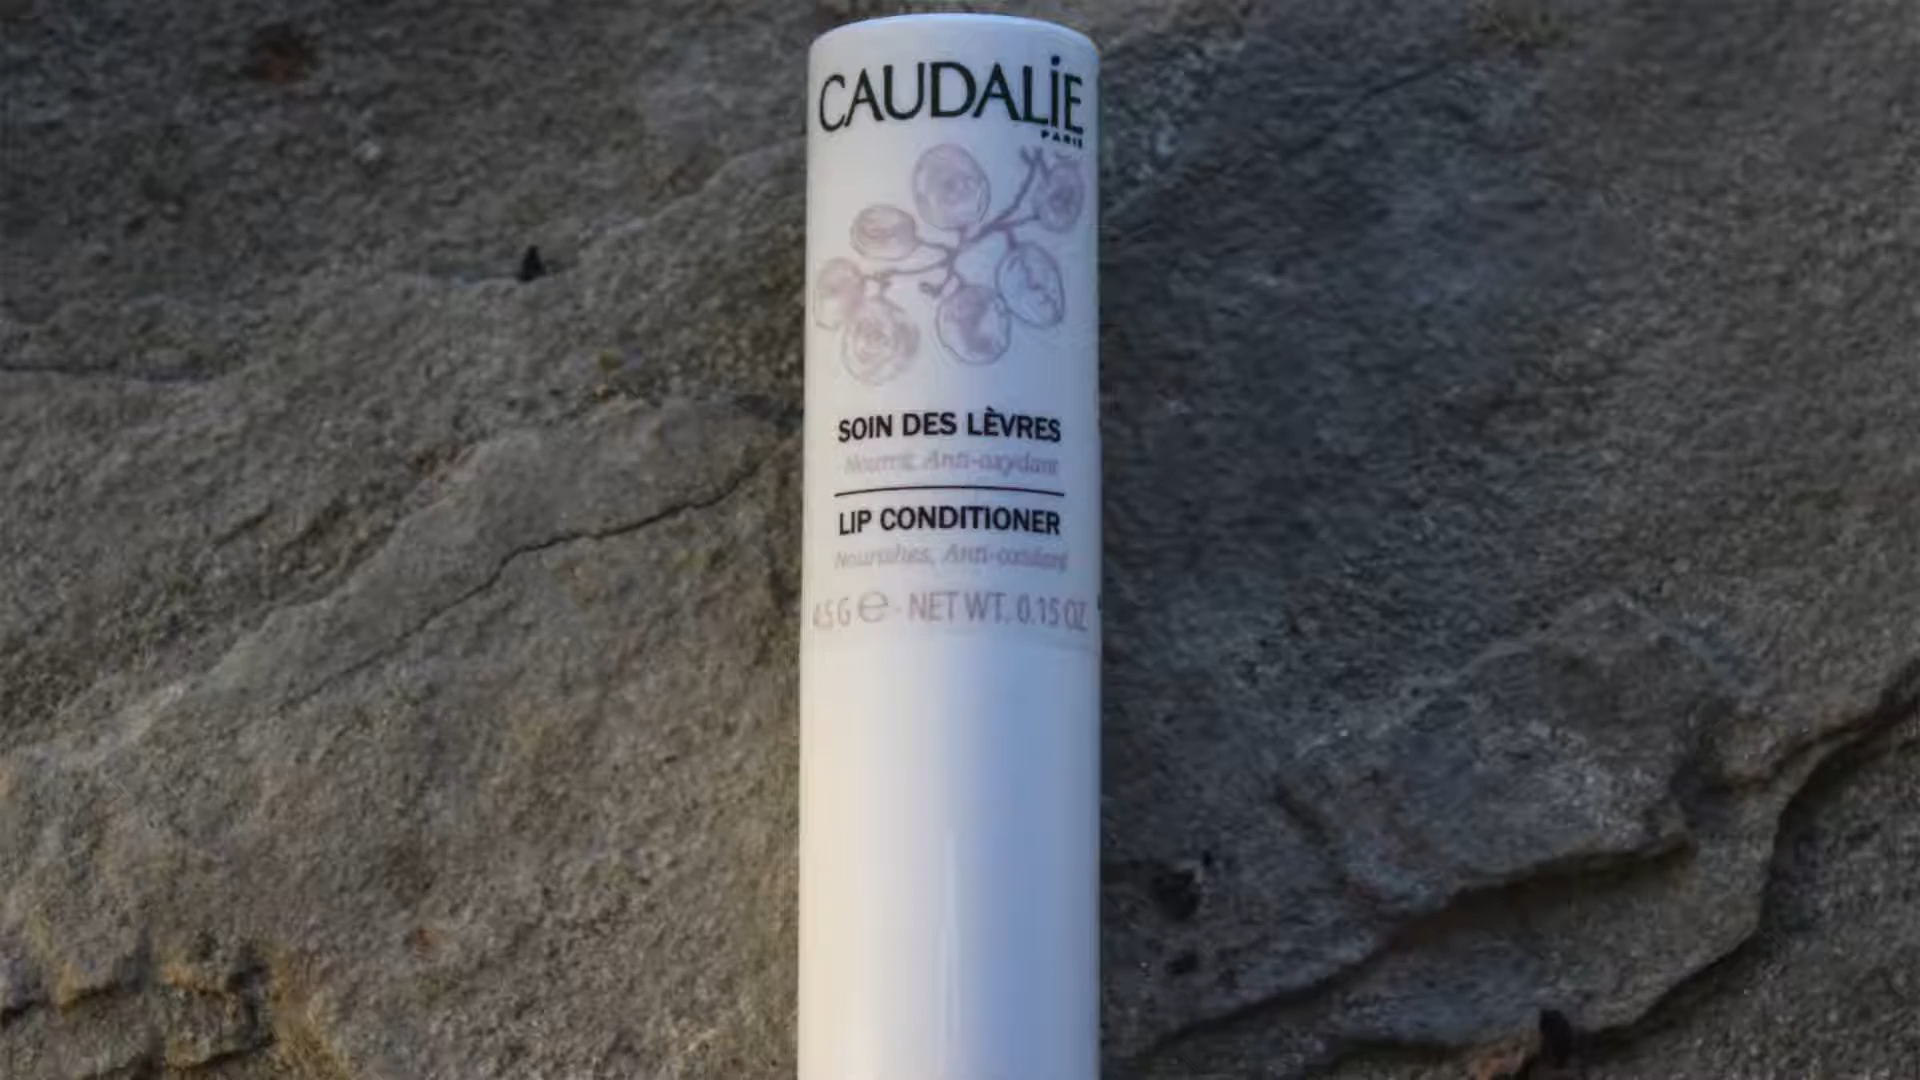 CAUDALİE
PARIS
SOIN DES LÈVRES
Nourrit, Anti-oxydant
LIP CONDITIONER
Nourishes, Anti-oxidant
4.5 G ℮ - NET WT. 0.15 OZ